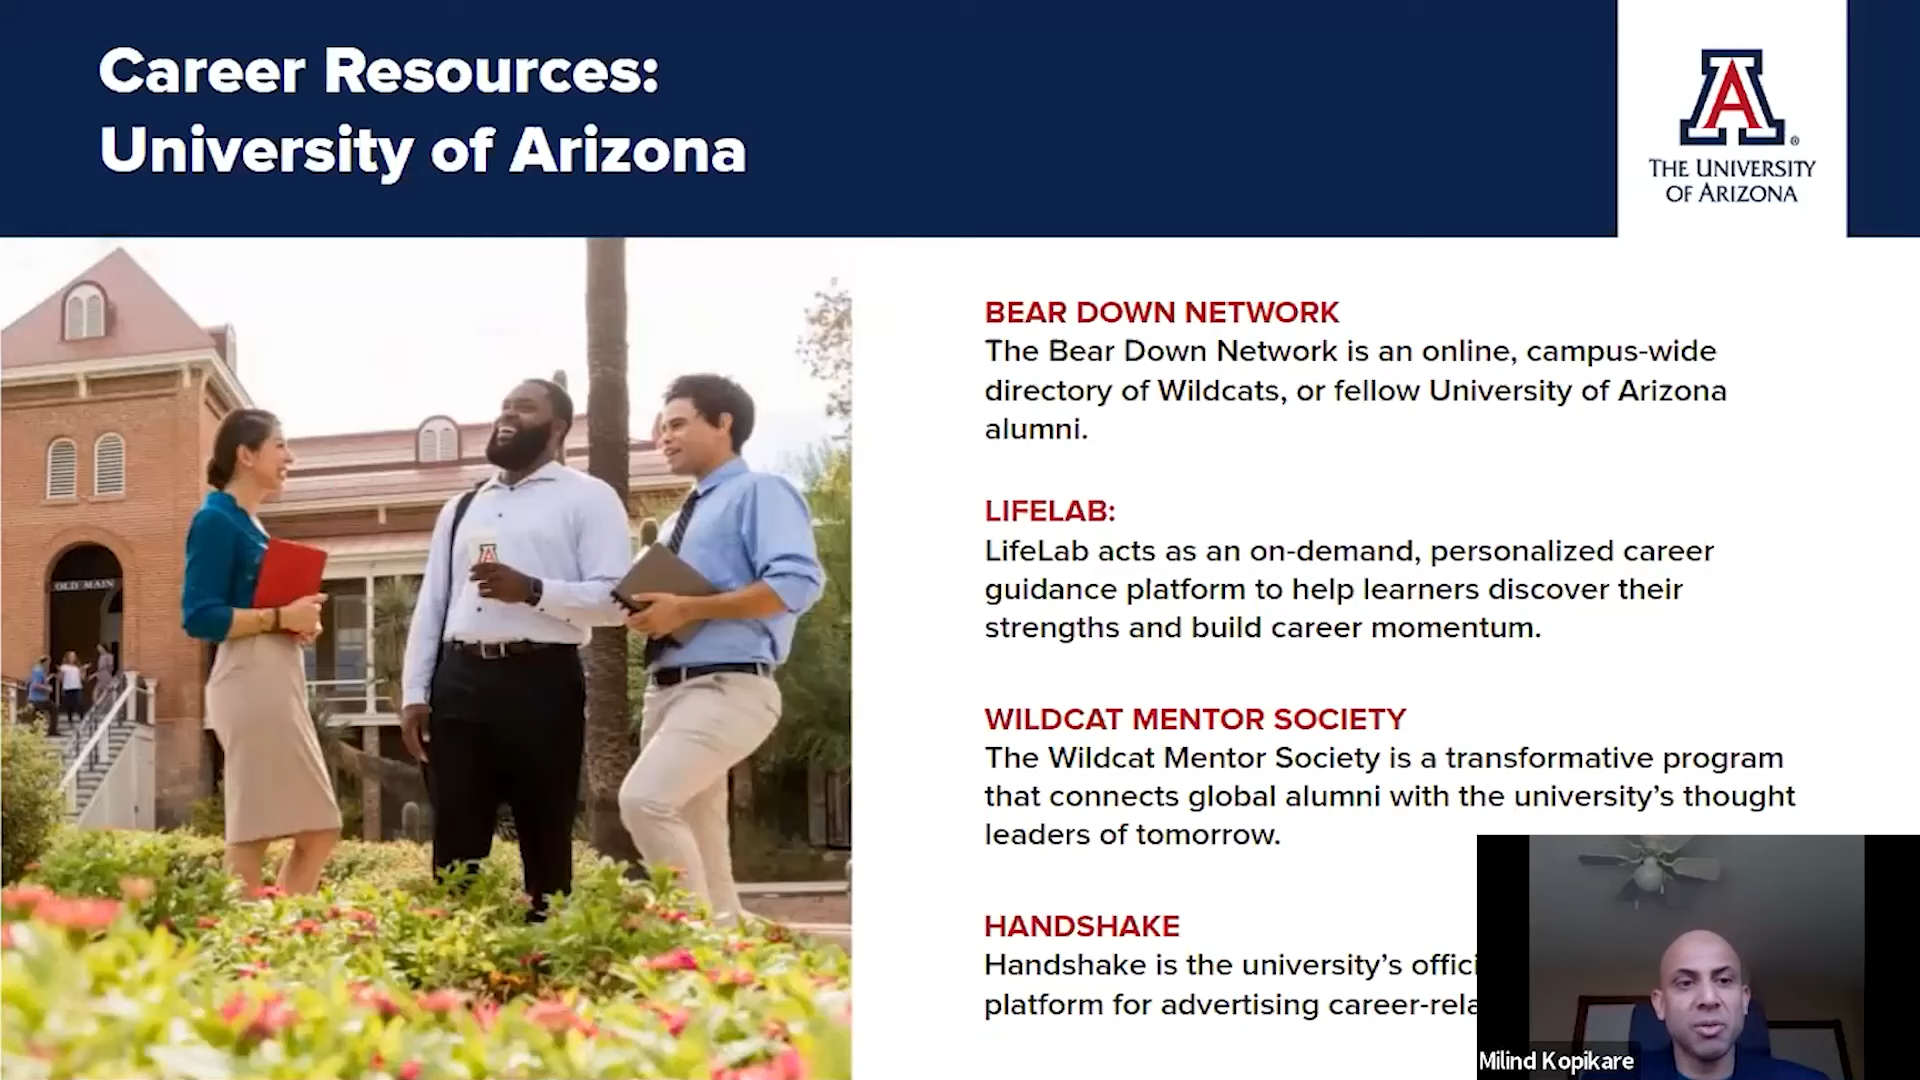 Career Resources:
University of Arizona
A
THE UNIVERSITY
OF ARIZONA
OLD MAIN
A
BEAR DOWN NETWORK
The Bear Down Network is an online, campus-wide
directory of Wildcats, or fellow University of Arizona
alumni.
LIFELAB:
LifeLab acts as an on-demand, personalized career
guidance platform to help learners discover their
strengths and build career momentum.
WILDCAT MENTOR SOCIETY
The Wildcat Mentor Society is a transformative program
that connects global alumni with the university’s thought
leaders of tomorrow.
HANDSHAKE
Handshake is the university’s offici
platform for advertising career-rela
Milind Kopikare